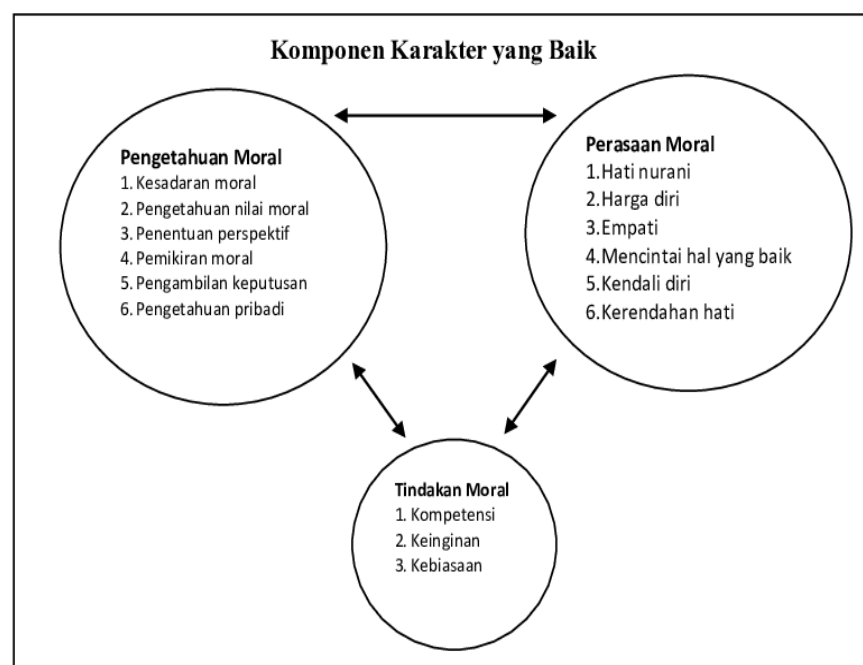 Komponen Karakter yang Baik
Pengetahuan Moral
1. Kesadaran moral
2. Pengetahuan nilai moral
3. Penentuan perspektif
4. Pemikiran moral
5. Pengambilan keputusan
6. Pengetahuan pribadi
Perasaan Moral
1.Hati nurani
2.Harga diri
3.Empati
4.Mencintai hal yang baik
5.Kendali diri
6.Kerendahan hati
Tindakan Moral
1. Kompetensi
2. Keinginan
3. Kebiasaan